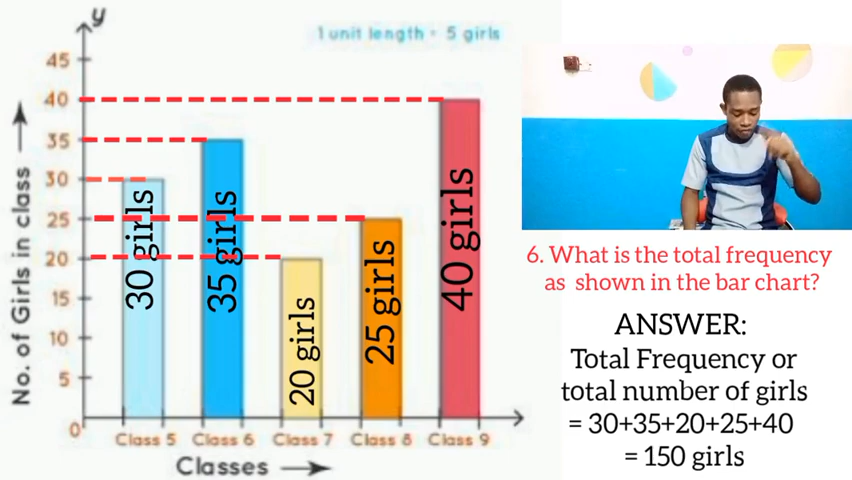 y
1 unit length = 5 girls
45
40
35
30
25
20
15
10
5
0
No. of Girls in class
30 girls
35 girls
20 girls
25 girls
40 girls
Class 5 Class 6 Class 7 Class 8 Class 9
Classes
6. What is the total frequency
as shown in the bar chart?
ANSWER:
Total Frequency or
total number of girls
= 30+35+20+25+40
= 150 girls